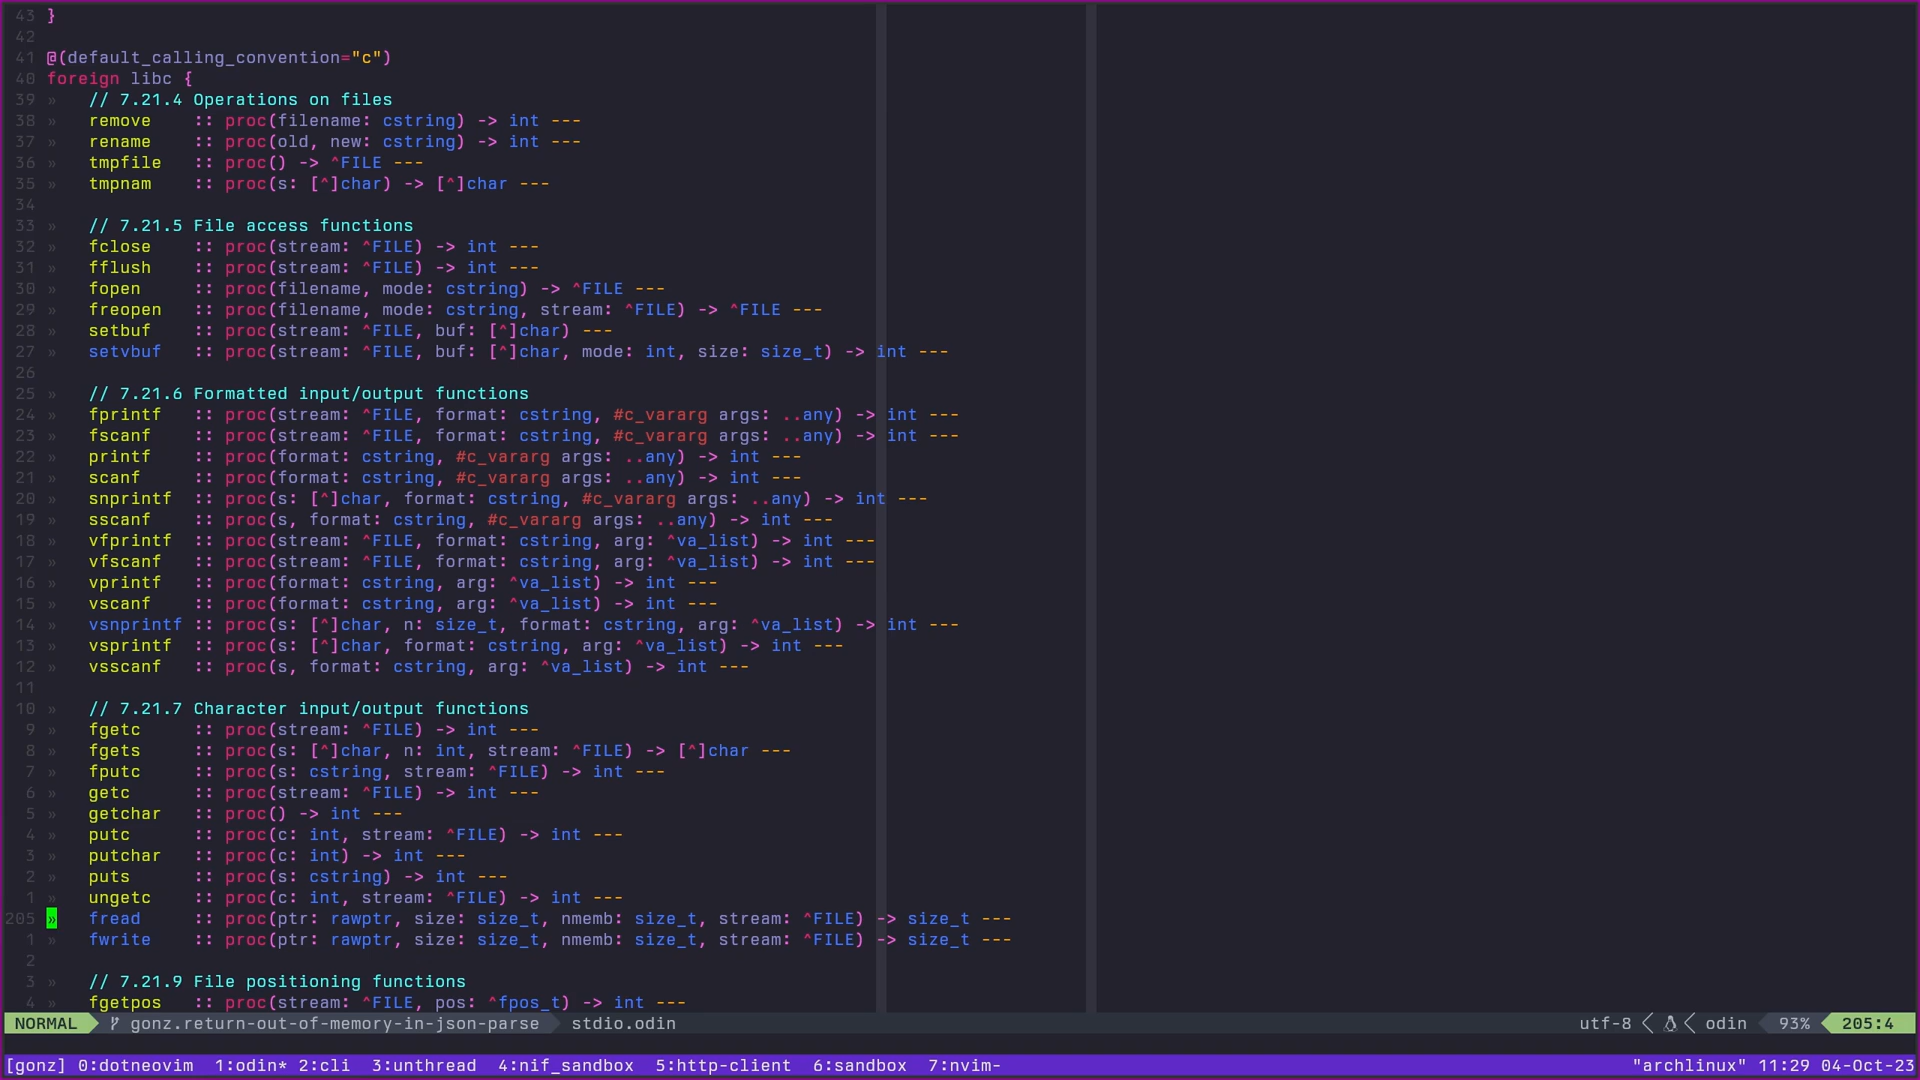 43 }
42
41 @(default_calling_convention="c")
40 foreign libc {
39 »   // 7.21.4 Operations on files
38 »   remove    :: proc(filename: cstring) -> int ---
37 »   rename    :: proc(old, new: cstring) -> int ---
36 »   tmpfile   :: proc() -> ^FILE ---
35 »   tmpnam    :: proc(s: [^]char) -> [^]char ---
34
33 »   // 7.21.5 File access functions
32 »   fclose    :: proc(stream: ^FILE) -> int ---
31 »   fflush    :: proc(stream: ^FILE) -> int ---
30 »   fopen     :: proc(filename, mode: cstring) -> ^FILE ---
29 »   freopen   :: proc(filename, mode: cstring, stream: ^FILE) -> ^FILE ---
28 »   setbuf    :: proc(stream: ^FILE, buf: [^]char) ---
27 »   setvbuf   :: proc(stream: ^FILE, buf: [^]char, mode: int, size: size_t) -> int ---
26
25 »   // 7.21.6 Formatted input/output functions
24 »   fprintf   :: proc(stream: ^FILE, format: cstring, #c_vararg args: ..any) -> int ---
23 »   fscanf    :: proc(stream: ^FILE, format: cstring, #c_vararg args: ..any) -> int ---
22 »   printf    :: proc(format: cstring, #c_vararg args: ..any) -> int ---
21 »   scanf     :: proc(format: cstring, #c_vararg args: ..any) -> int ---
20 »   snprintf  :: proc(s: [^]char, format: cstring, #c_vararg args: ..any) -> int ---
19 »   sscanf    :: proc(s, format: cstring, #c_vararg args: ..any) -> int ---
18 »   vfprintf  :: proc(stream: ^FILE, format: cstring, arg: ^va_list) -> int ---
17 »   vfscanf   :: proc(stream: ^FILE, format: cstring, arg: ^va_list) -> int ---
16 »   vprintf   :: proc(format: cstring, arg: ^va_list) -> int ---
15 »   vscanf    :: proc(format: cstring, arg: ^va_list) -> int ---
14 »   vsnprintf :: proc(s: [^]char, n: size_t, format: cstring, arg: ^va_list) -> int ---
13 »   vsprintf  :: proc(s: [^]char, format: cstring, arg: ^va_list) -> int ---
12 »   vsscanf   :: proc(s, format: cstring, arg: ^va_list) -> int ---
11
10 »   // 7.21.7 Character input/output functions
9 »   fgetc     :: proc(stream: ^FILE) -> int ---
8 »   fgets     :: proc(s: [^]char, n: int, stream: ^FILE) -> [^]char ---
7 »   fputc     :: proc(s: cstring, stream: ^FILE) -> int ---
6 »   getc      :: proc(stream: ^FILE) -> int ---
5 »   getchar   :: proc() -> int ---
4 »   putc      :: proc(c: int, stream: ^FILE) -> int ---
3 »   putchar   :: proc(c: int) -> int ---
2 »   puts      :: proc(s: cstring) -> int ---
1 »   ungetc    :: proc(c: int, stream: ^FILE) -> int ---
205 »   fread     :: proc(ptr: rawptr, size: size_t, nmemb: size_t, stream: ^FILE) -> size_t ---
1 »   fwrite    :: proc(ptr: rawptr, size: size_t, nmemb: size_t, stream: ^FILE) -> size_t ---
2
3 »   // 7.21.9 File positioning functions
4 »   fgetpos   :: proc(stream: ^FILE, pos: ^fpos_t) -> int ---
NORMAL gonz.return-out-of-memory-in-json-parse stdio.odin utf-8 odin 93% 205:4
[gonz] 0:dotneovim 1:odin* 2:cli 3:unthread 4:nif_sandbox 5:http-client 6:sandbox 7:nvim- "archlinux" 11:29 04-Oct-23